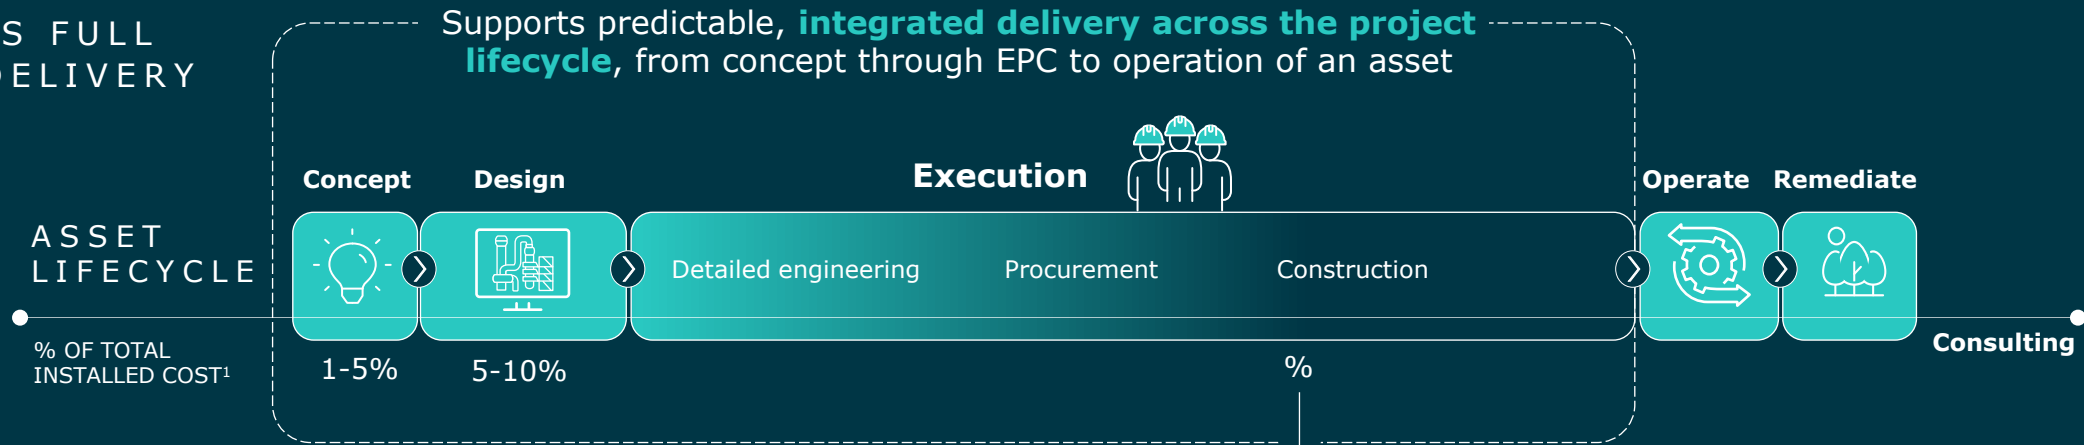 S FULL
DELIVERY
Supports predictable, integrated delivery across the project
lifecycle, from concept through EPC to operation of an asset
Concept
Design
Execution
Operate
Remediate
ASSET
LIFECYCLE
Detailed engineering
Procurement
Construction
% OF TOTAL
INSTALLED COST¹
1-5%
5-10%
%
Consulting